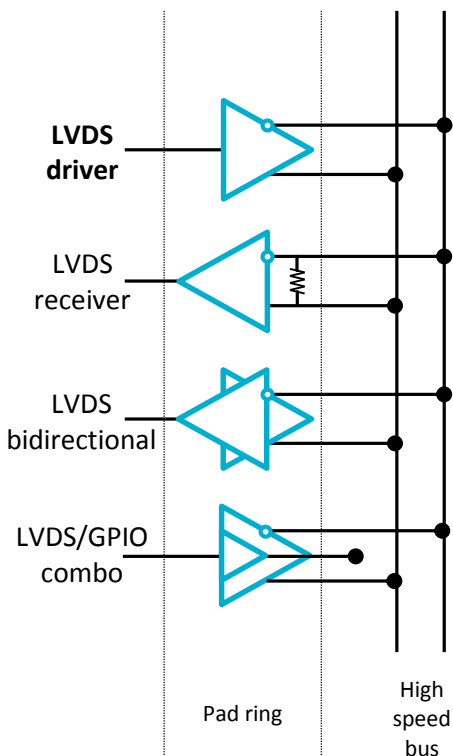 LVDS
driver
LVDS
receiver
LVDS
bidirectional
LVDS/GPIO
combo
Pad ring
High
speed
bus